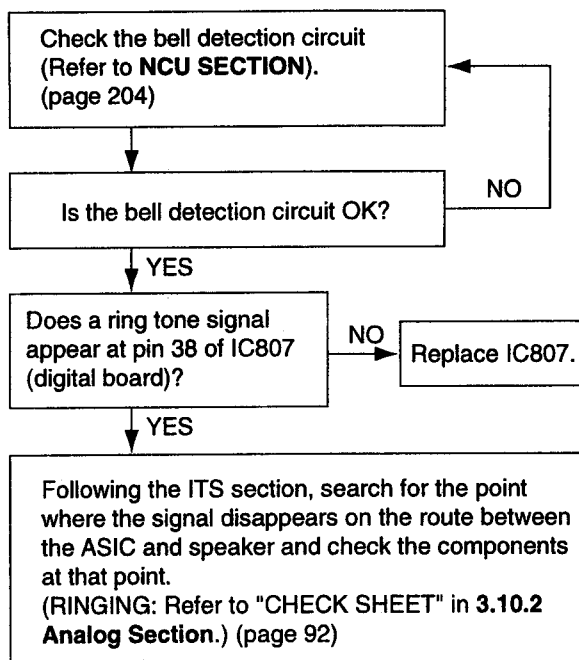 Check the bell detection circuit
(Refer to NCU SECTION).
(page 204)
NO
Is the bell detection circuit OK?
YES
Does a ring tone signal
appear at pin 38 of IC807
(digital board)?
NO
Replace IC807.
YES
Following the ITS section, search for the point
where the signal disappears on the route between
the ASIC and speaker and check the components
at that point.
(RINGING: Refer to "CHECK SHEET" in 3.10.2
Analog Section.) (page 92)